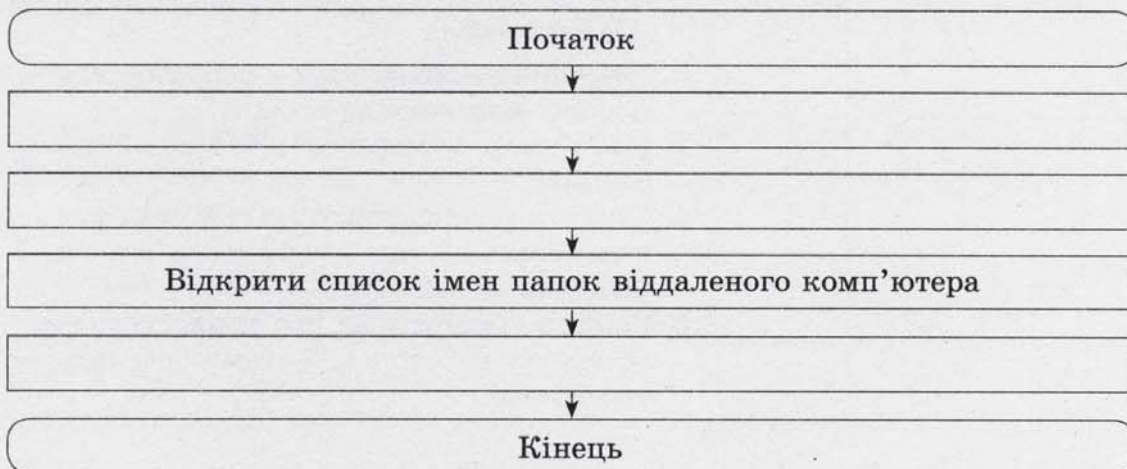 Початок
Відкрити список імен папок віддаленого комп’ютера
Кінець